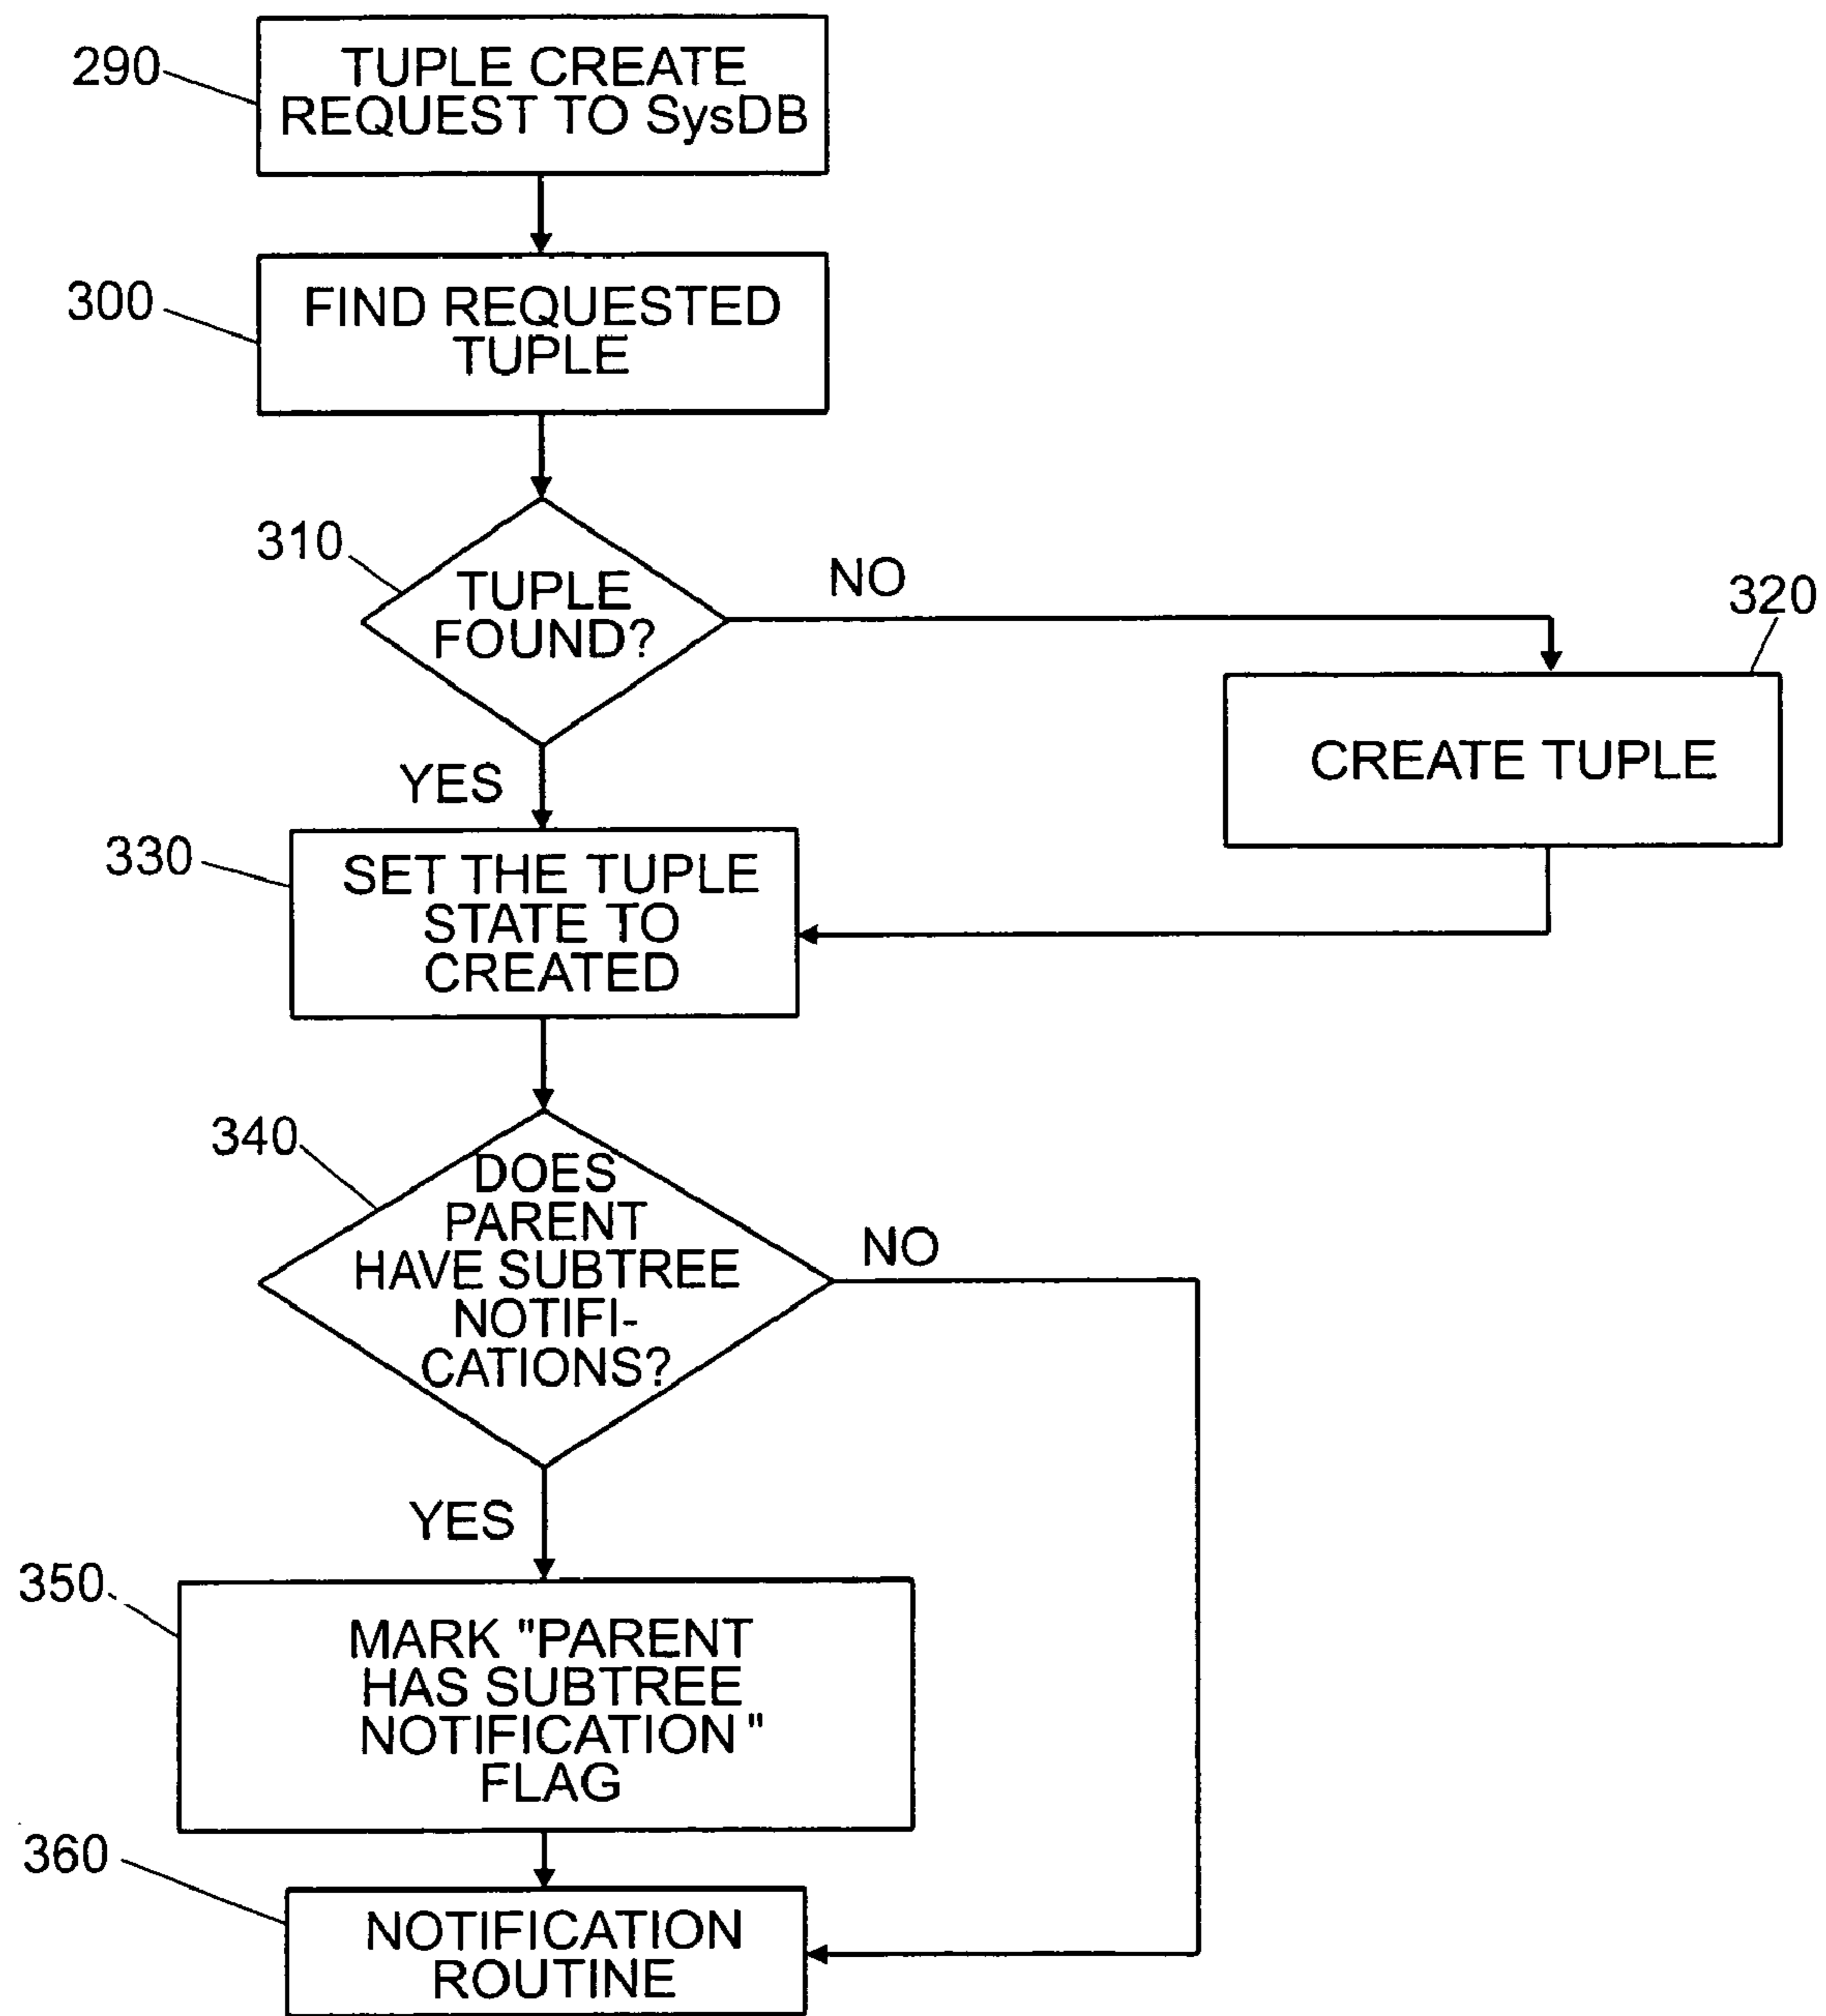 290
TUPLE CREATE
REQUEST TO SysDB
300
FIND REQUESTED
TUPLE
310
TUPLE
FOUND?
NO
320
CREATE TUPLE
YES
330
SET THE TUPLE
STATE TO
CREATED
340
DOES
PARENT
HAVE SUBTREE
NOTIFI-
CATIONS?
NO
YES
350
MARK "PARENT
HAS SUBTREE
NOTIFICATION"
FLAG
360
NOTIFICATION
ROUTINE